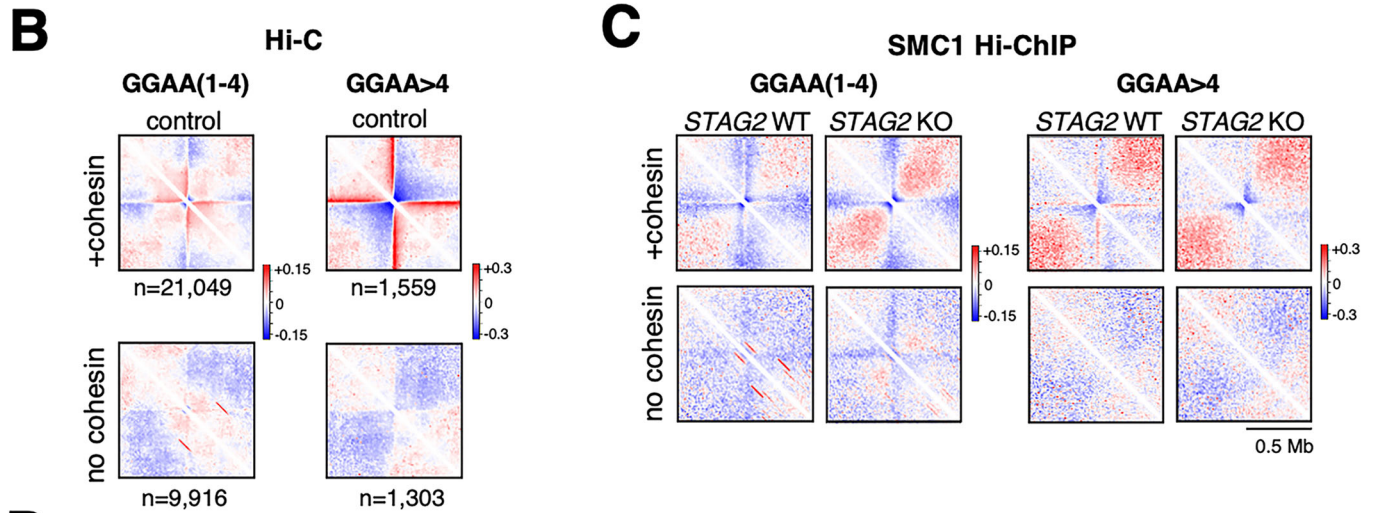 B
Hi-C
GGAA(1-4)
GGAA>4
control
control
+cohesin
+0.15
0
-0.15
+0.3
0
-0.3
n=21,049
n=1,559
no cohesin
n=9,916
n=1,303
C
SMC1 Hi-ChIP
GGAA(1-4)
GGAA>4
STAG2 WT
STAG2 KO
STAG2 WT
STAG2 KO
+cohesin
+0.15
0
-0.15
+0.3
0
-0.3
no cohesin
0.5 Mb